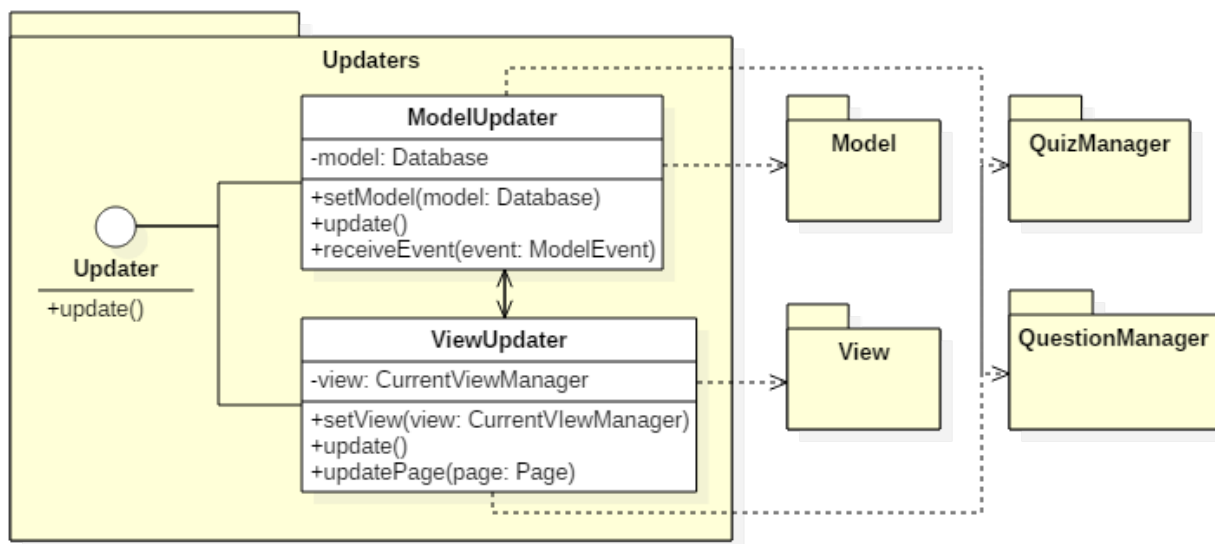 Updaters
ModelUpdater
-model: Database
+setModel(model: Database)
+update()
+receiveEvent(event: ModelEvent)
Updater
+update()
ViewUpdater
-view: CurrentViewManager
+setView(view: CurrentVIewManager)
+update()
+updatePage(page: Page)
Model
QuizManager
View
QuestionManager